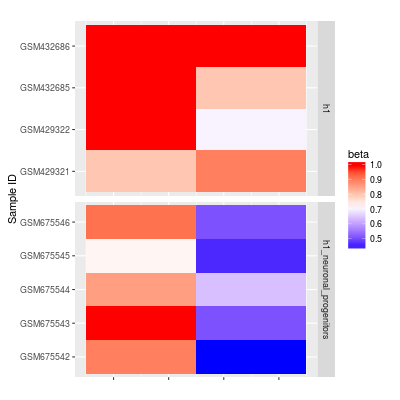 GSM432686
GSM432685
GSM429322
GSM429321
h1
GSM675546
GSM675545
GSM675544
GSM675543
GSM675542
h1_neuronal_progenitors
Sample ID
beta
1.0
0.9
0.8
0.7
0.6
0.5